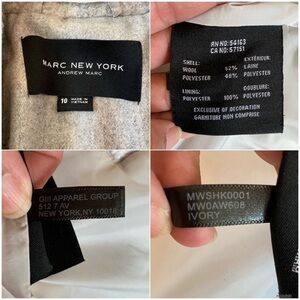 MARC NEW YORK
ANDREW MARC
10
MADE IN
VIETNAM
RN NO: 54163
CA NO: 57151
SHELL: EXTÉRIEUR:
WOOL 52% LAINE
POLYESTER 48% POLYESTER
LINING: DOUBLURE:
POLYESTER 100% POLYESTER
EXCLUSIVE OF DECORATION
GARNITURE NON COMPRISE
GIII APPAREL GROUP
512 7 AV
NEW YORK, NY 10018
MWSHK0001
MW0AW608
IVORY